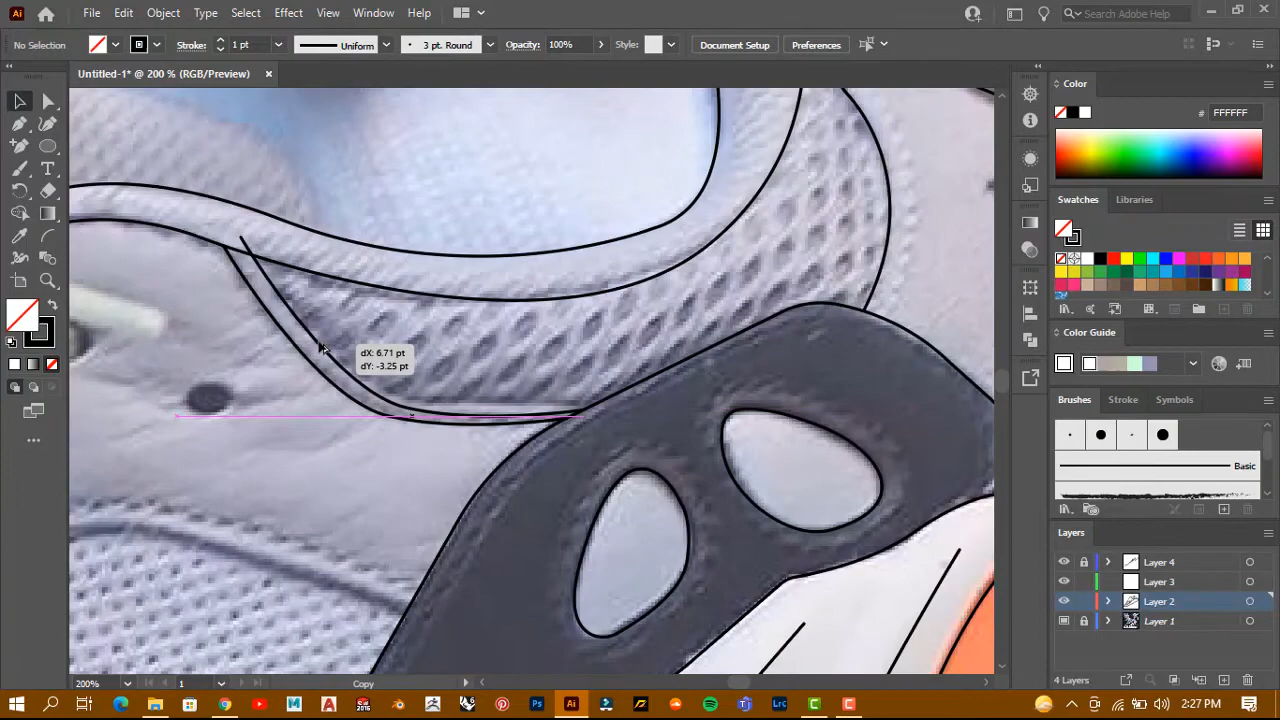 Ai
File Edit Object Type Select Effect View Window Help
Search Adobe Help
No Selection
Stroke: 1 pt
Uniform
3 pt. Round
Opacity: 100%
Style:
Document Setup
Preferences
Untitled-1* @ 200 % (RGB/Preview)
Color
# FFFFFF
Swatches Libraries
dX: 6.71 pt
dY: -3.25 pt
Color Guide
Brushes Stroke Symbols
Basic
Layers
Layer 4
Layer 3
Layer 2
Layer 1
200% 1 Copy
4 Layers
2:27 PM